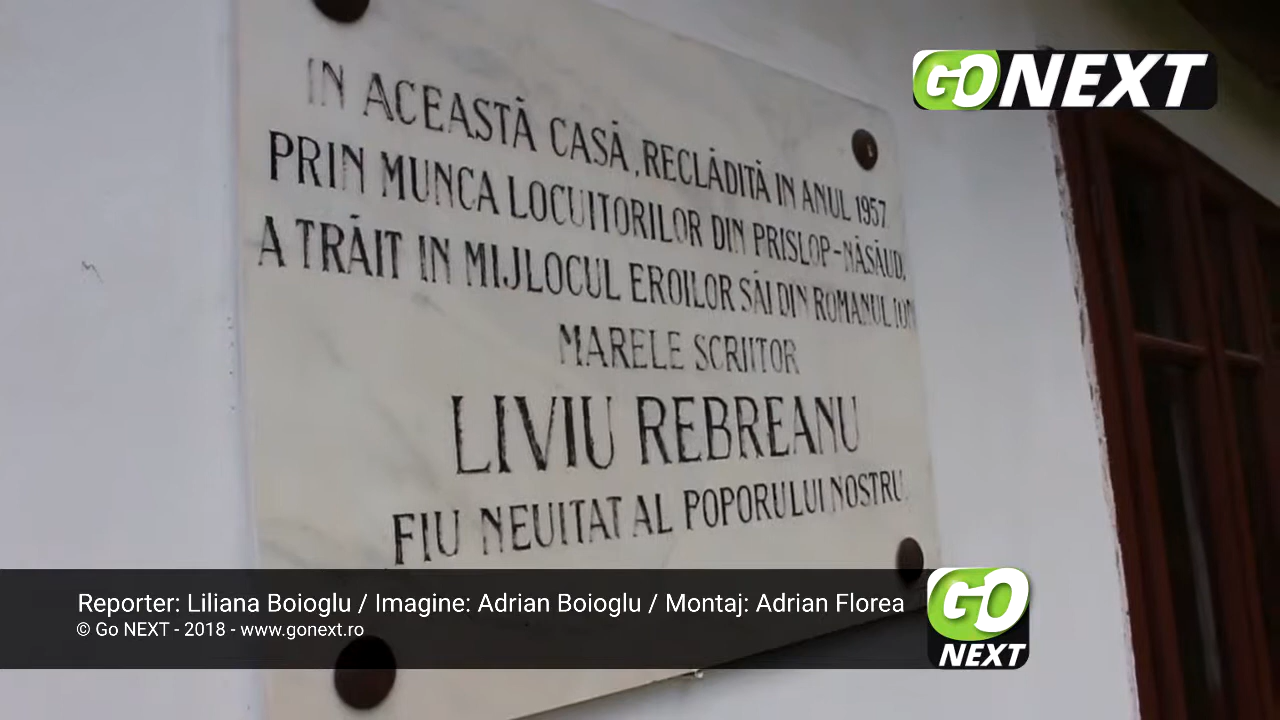 GO NEXT
IN ACEASTĂ CASĂ, RECLĂDITĂ IN ANUL 1957
PRIN MUNCA LOCUITORILOR DIN PRISLOP-NĂSĂUD,
A TRĂIT IN MIJLOCUL EROILOR SĂI DIN ROMANUL ION
MARELE SCRIITOR
LIVIU REBREANU
FIU NEUITAT AL POPORULUI NOSTRU.
Reporter: Liliana Boioglu / Imagine: Adrian Boioglu / Montaj: Adrian Florea
© Go NEXT - 2018 - www.gonext.ro
GO
NEXT